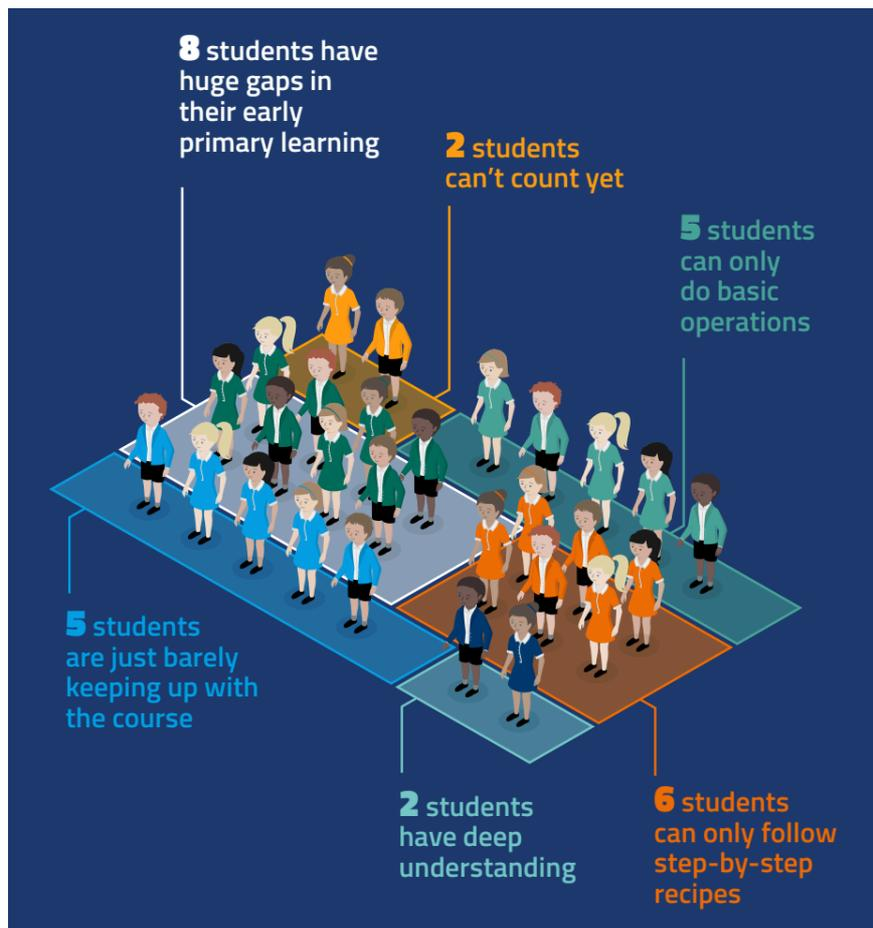 8 students have
huge gaps in
their early
primary learning
2 students
can't count yet
5 students
can only
do basic
operations
5 students
are just barely
keeping up with
the course
2 students
have deep
understanding
6 students
can only follow
step-by-step
recipes